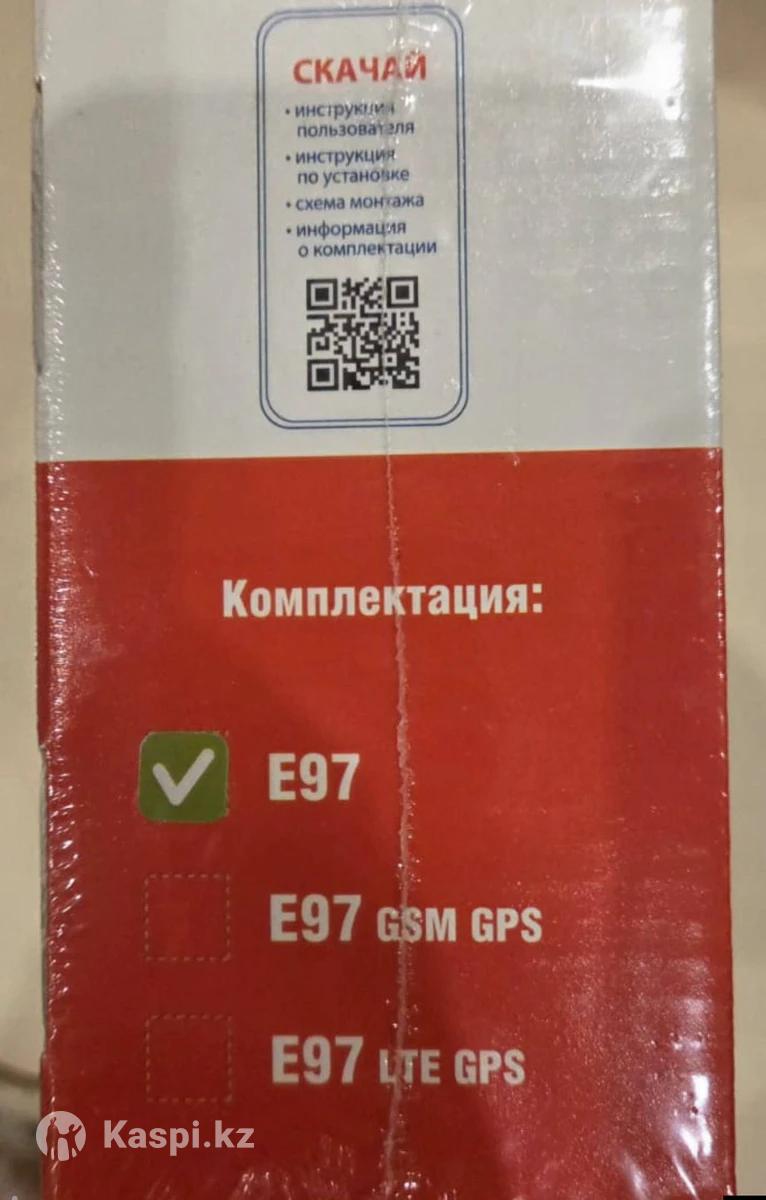 СКАЧАЙ
• инструкция
пользователя
• инструкция
по установке
• схема монтажа
• информация
о комплектации
Комплектация:
E97
E97 GSM GPS
E97 LTE GPS
Kaspi.kz